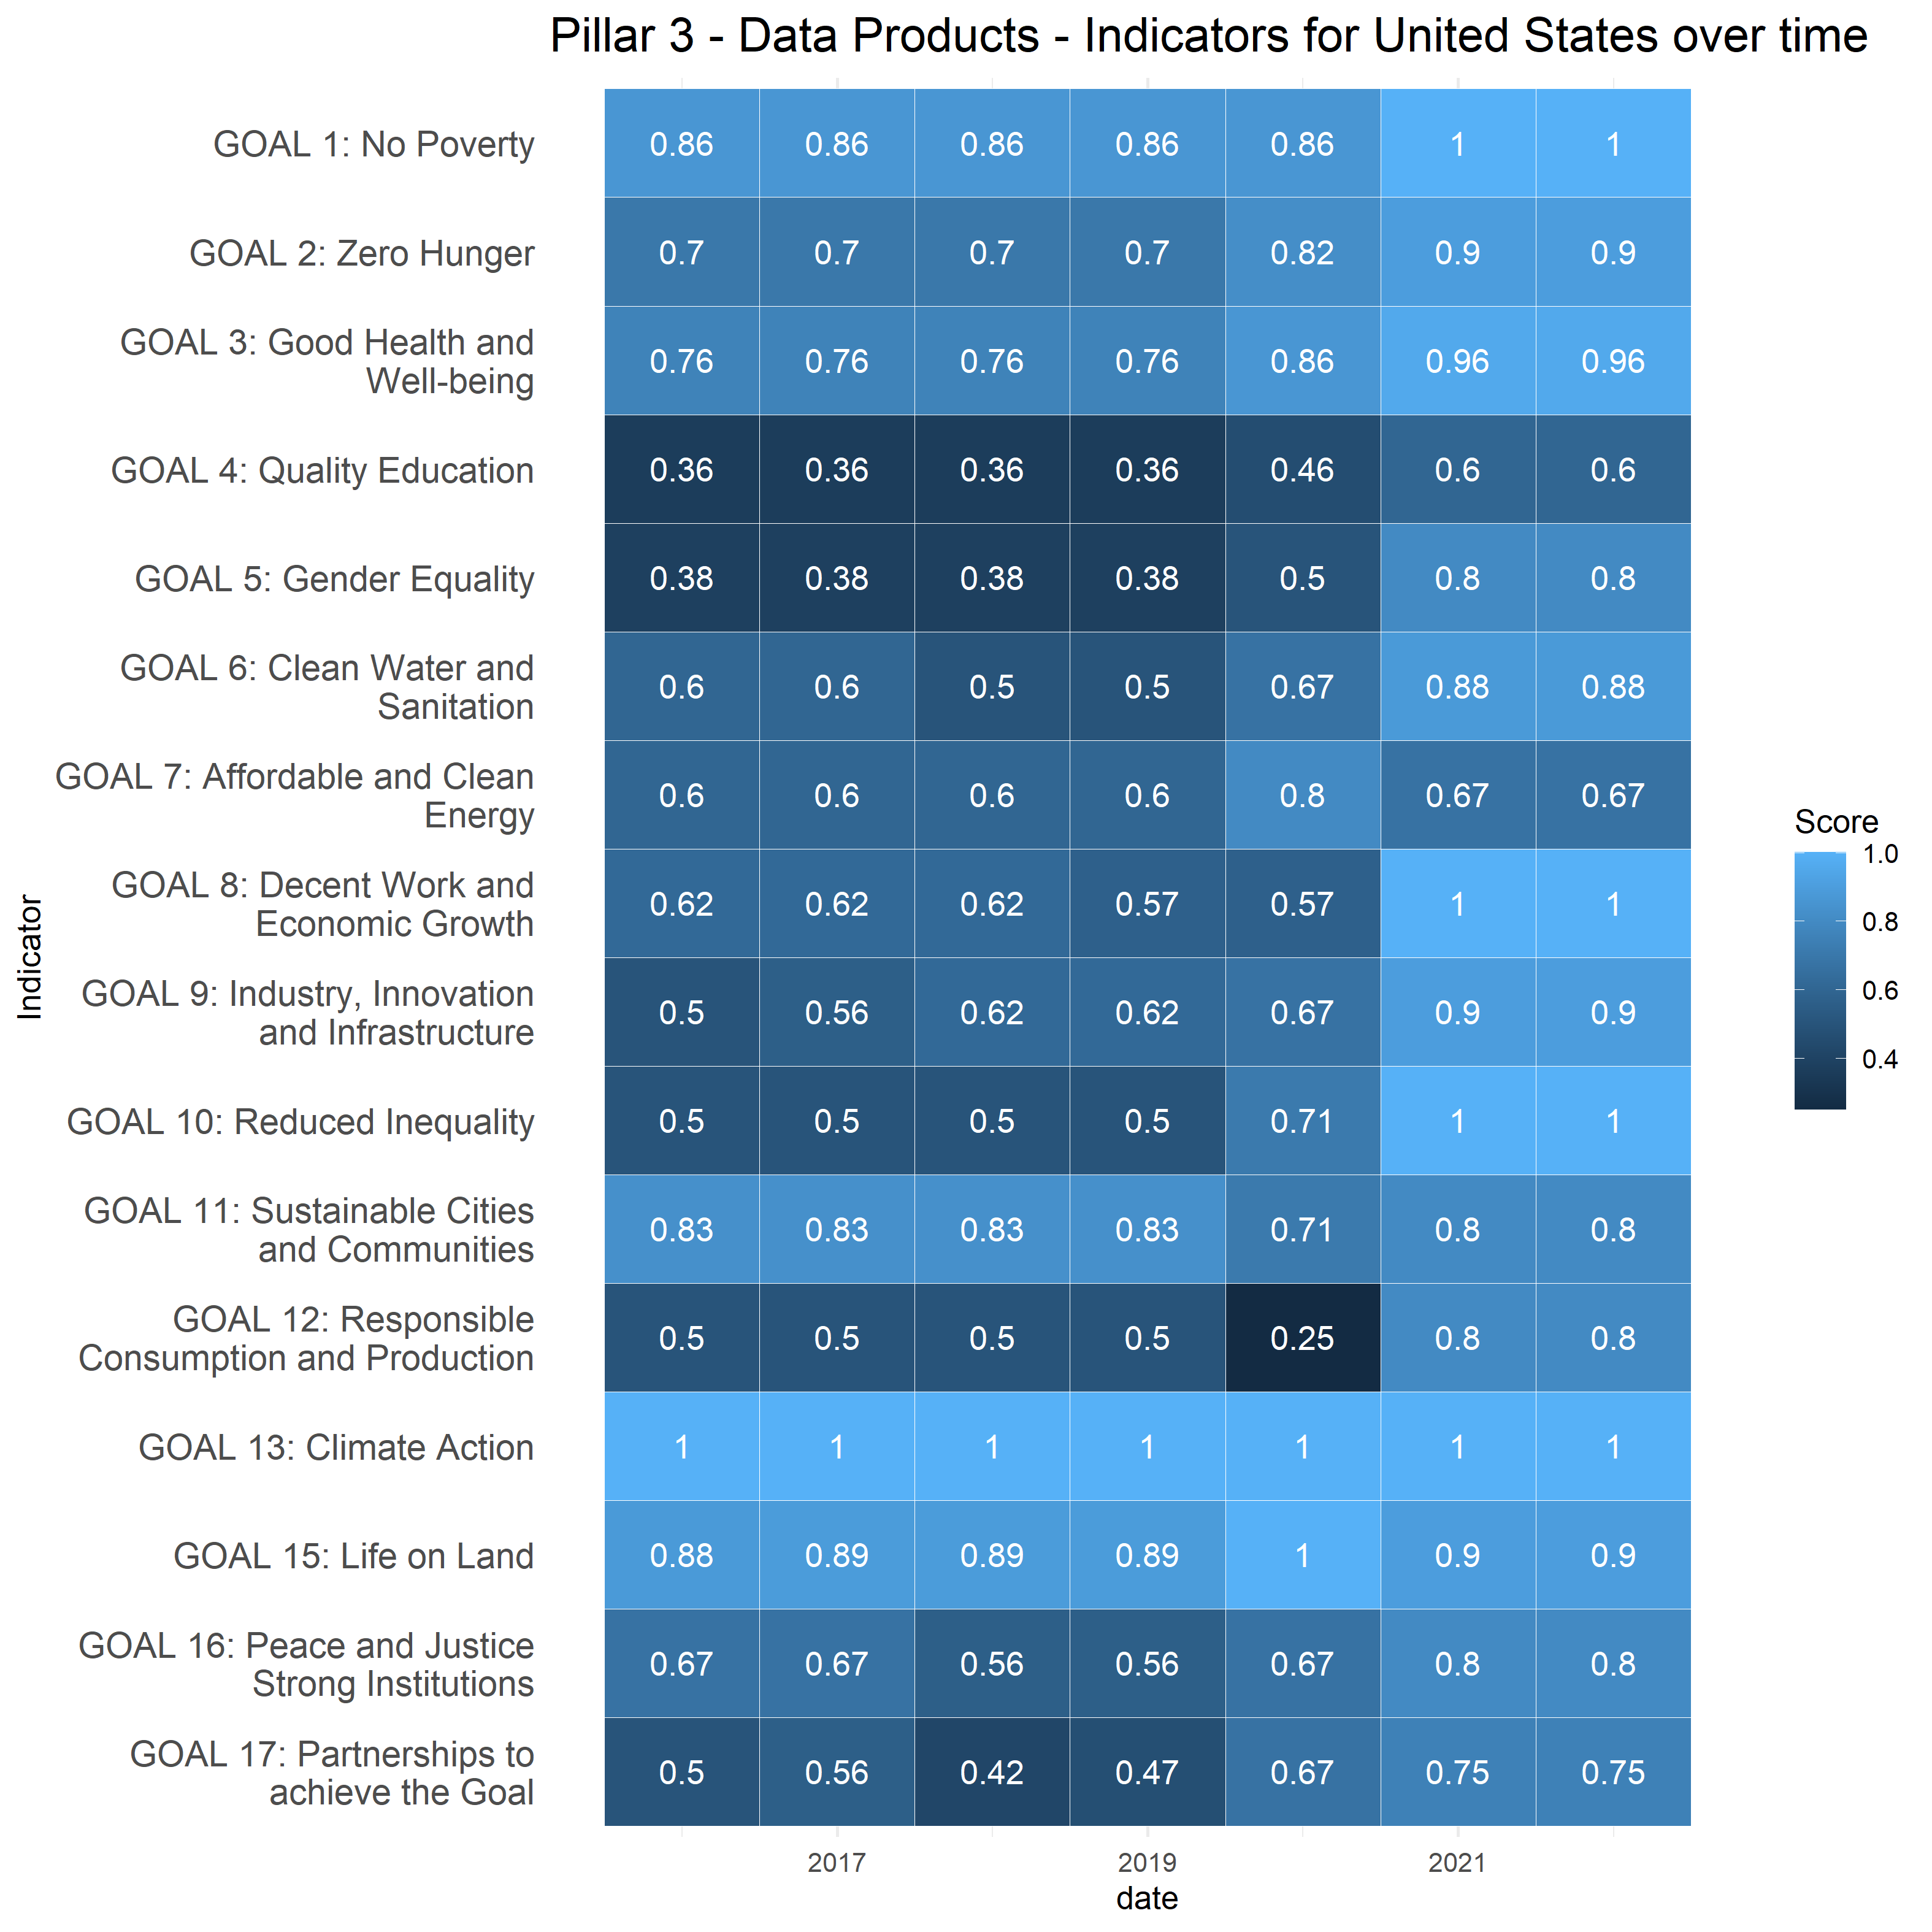 Pillar 3 - Data Products - Indicators for United States over time
GOAL 1: No Poverty
0.86 0.86 0.86 0.86 0.86 1 1
GOAL 2: Zero Hunger
0.7 0.7 0.7 0.7 0.82 0.9 0.9
GOAL 3: Good Health and
Well-being
0.76 0.76 0.76 0.76 0.86 0.96 0.96
GOAL 4: Quality Education
0.36 0.36 0.36 0.36 0.46 0.6 0.6
GOAL 5: Gender Equality
0.38 0.38 0.38 0.38 0.5 0.8 0.8
GOAL 6: Clean Water and
Sanitation
0.6 0.6 0.5 0.5 0.67 0.88 0.88
GOAL 7: Affordable and Clean
Energy
0.6 0.6 0.6 0.6 0.8 0.67 0.67
GOAL 8: Decent Work and
Economic Growth
0.62 0.62 0.62 0.57 0.57 1 1
GOAL 9: Industry, Innovation
and Infrastructure
0.5 0.56 0.62 0.62 0.67 0.9 0.9
GOAL 10: Reduced Inequality
0.5 0.5 0.5 0.5 0.71 1 1
GOAL 11: Sustainable Cities
and Communities
0.83 0.83 0.83 0.83 0.71 0.8 0.8
GOAL 12: Responsible
Consumption and Production
0.5 0.5 0.5 0.5 0.25 0.8 0.8
GOAL 13: Climate Action
1 1 1 1 1 1 1
GOAL 15: Life on Land
0.88 0.89 0.89 0.89 1 0.9 0.9
GOAL 16: Peace and Justice
Strong Institutions
0.67 0.67 0.56 0.56 0.67 0.8 0.8
GOAL 17: Partnerships to
achieve the Goal
0.5 0.56 0.42 0.47 0.67 0.75 0.75
2017 2019 2021
date
Indicator
Score
1.0
0.8
0.6
0.4